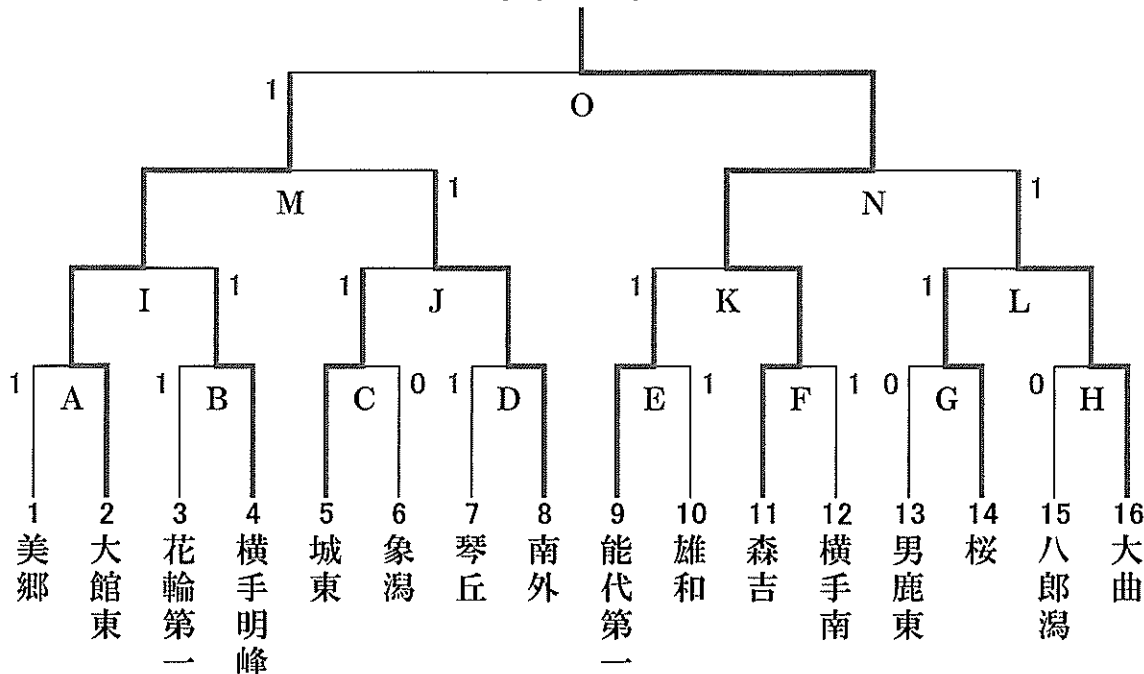 1
O
M
1
N
1
I
1
1
J
1
K
1
L
1
A
1
B
C
0
1
D
E
1
F
1
0
G
0
H
1
2
3
4
5
6
7
8
9
10
11
12
13
14
15
16
美郷
大館東
花輪第一
横手明峰
城東
象潟
琴丘
南外
能代第一
雄和
森吉
横手南
男鹿東
桜
八郎潟
大曲